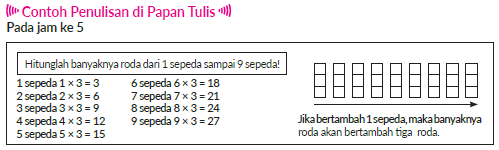 Contoh Penulisan di Papan Tulis
Pada jam ke 5
Hitunglah banyaknya roda dari 1 sepeda sampai 9 sepeda!
1 sepeda 1 × 3 = 3
2 sepeda 2 × 3 = 6
3 sepeda 3 × 3 = 9
4 sepeda 4 × 3 = 12
5 sepeda 5 × 3 = 15
6 sepeda 6 × 3 = 18
7 sepeda 7 × 3 = 21
8 sepeda 8 × 3 = 24
9 sepeda 9 × 3 = 27
Jika bertambah 1 sepeda, maka banyaknya
roda akan bertambah tiga roda.